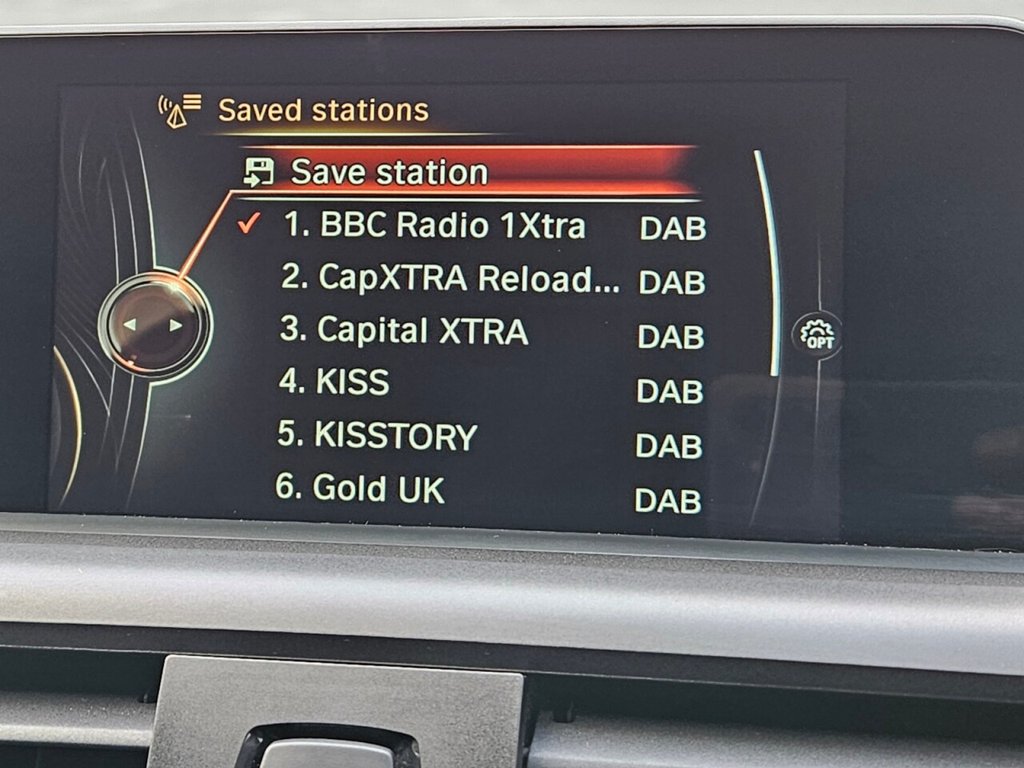 Saved stations
Save station
1. BBC Radio 1Xtra DAB
2. CapXTRA Reload... DAB
3. Capital XTRA DAB
OPT
4. KISS DAB
5. KISSTORY DAB
6. Gold UK DAB